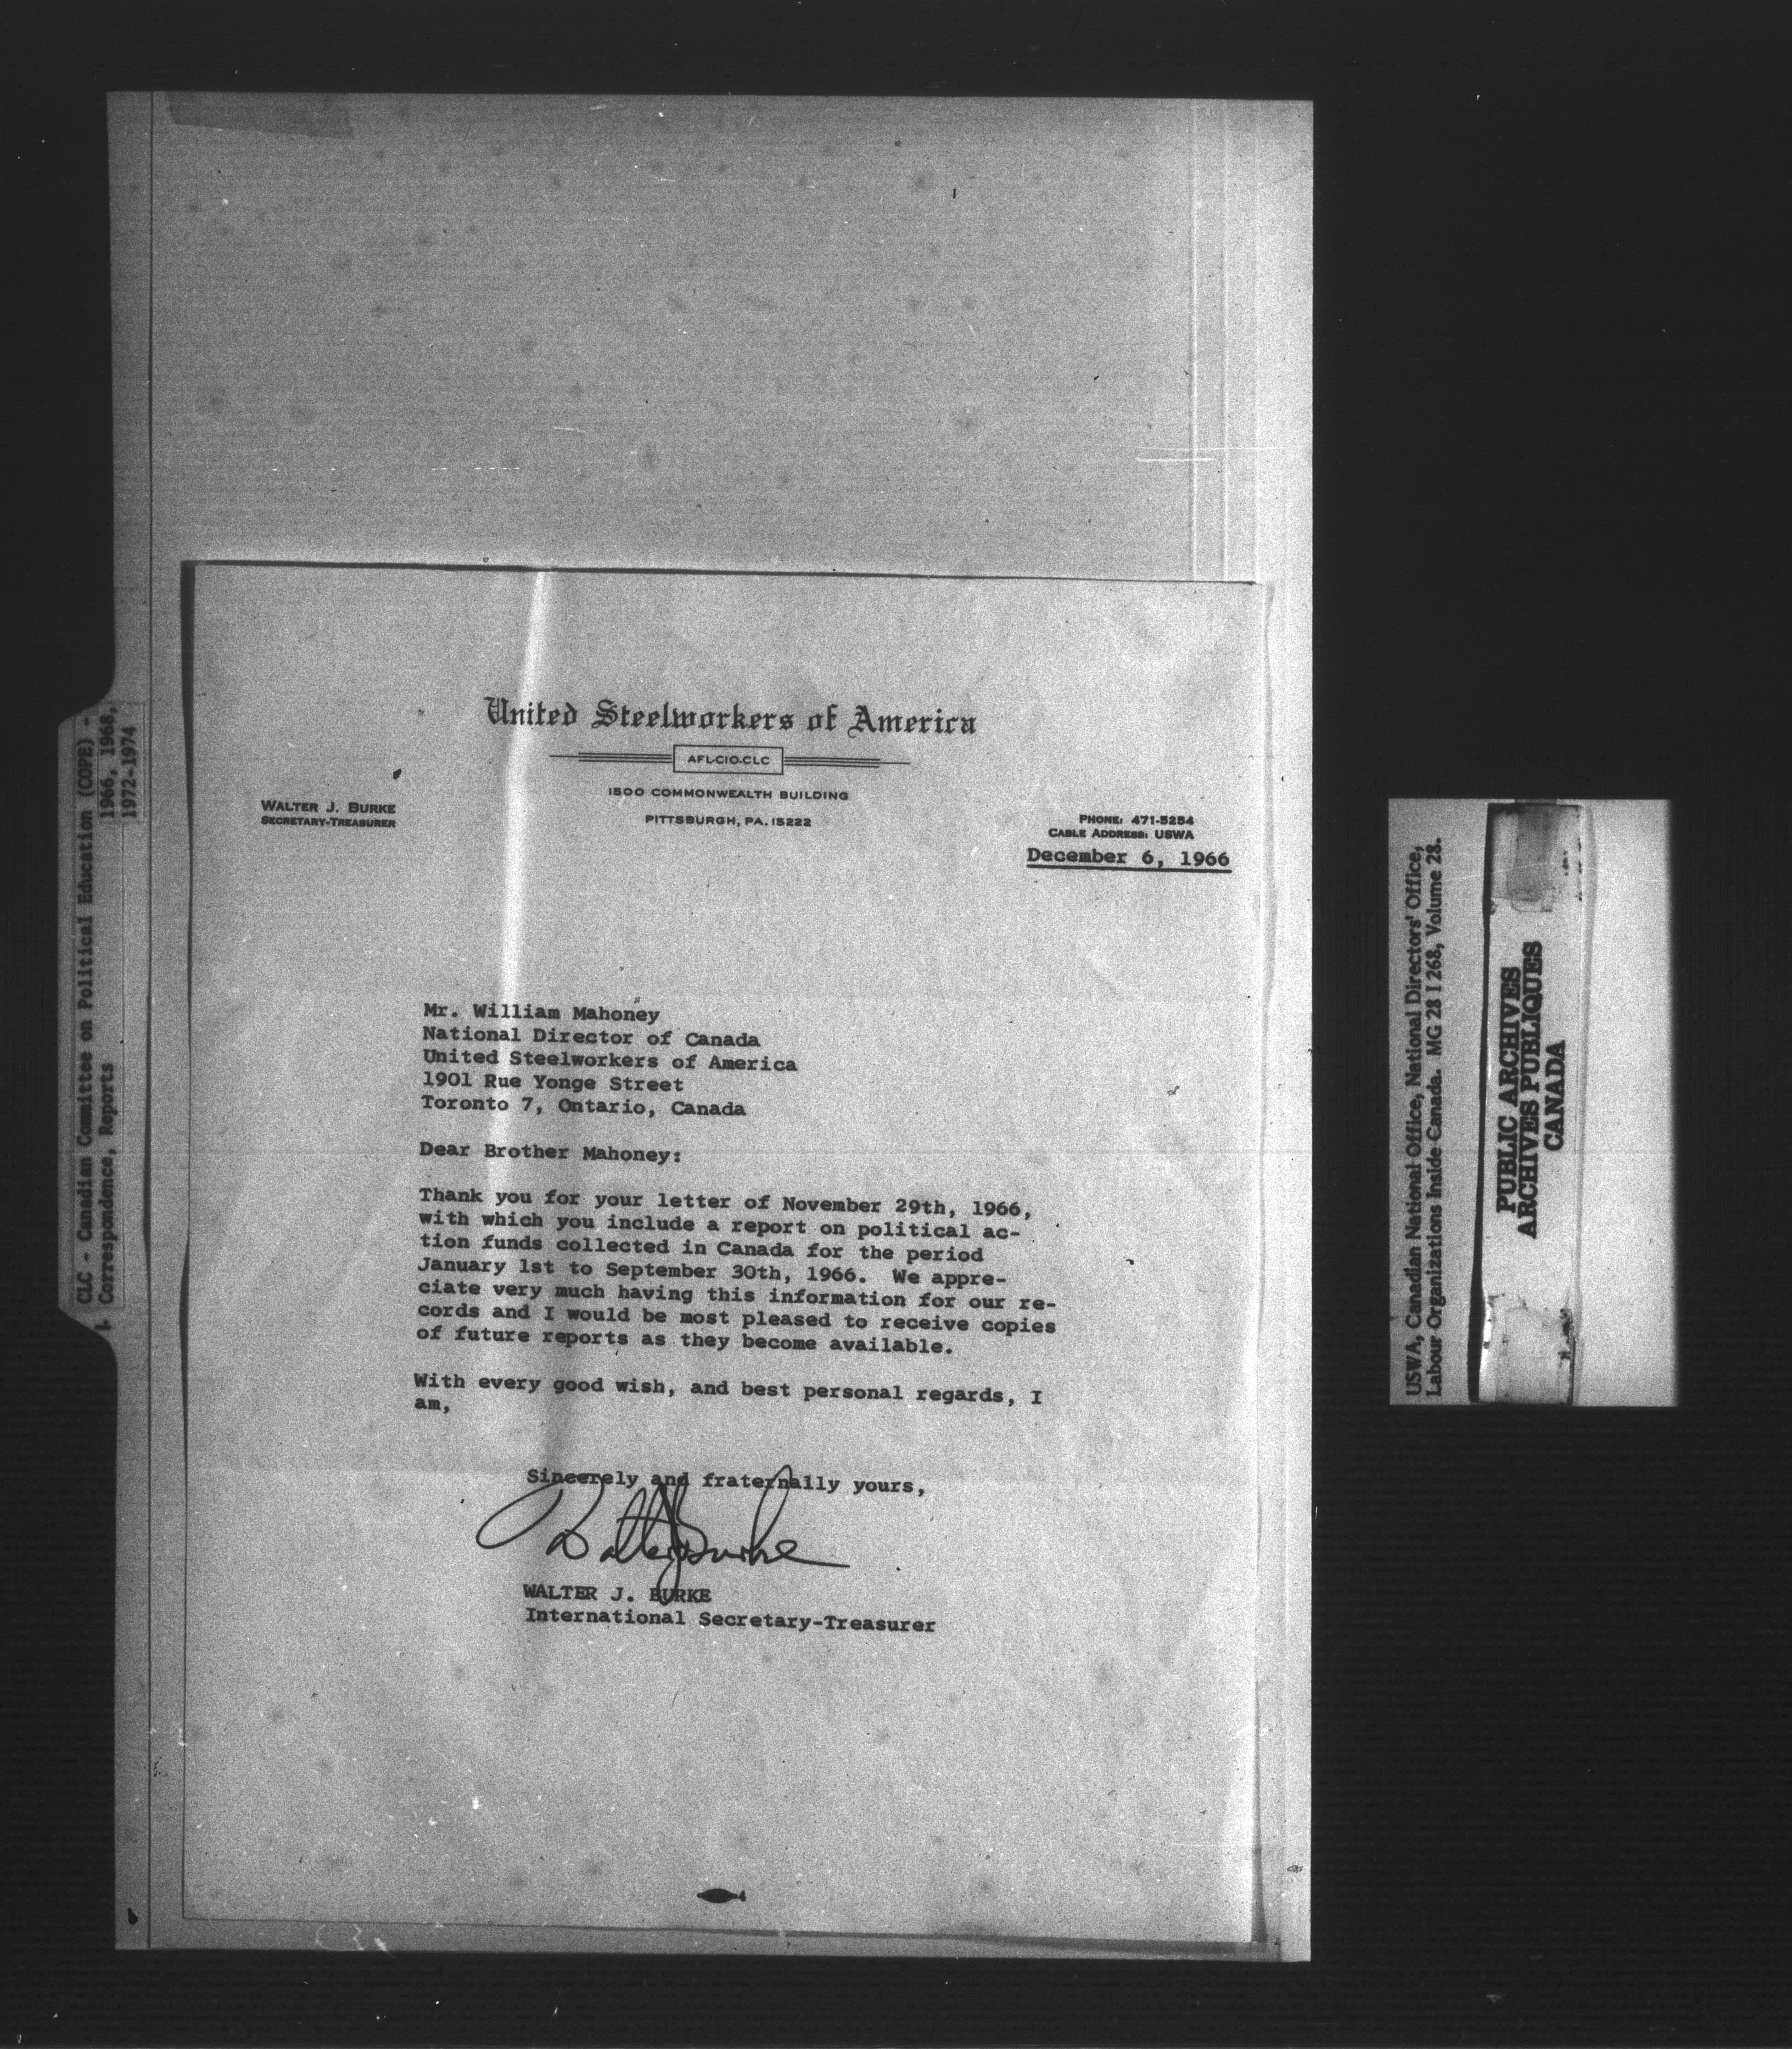 CLC - Canadian Committee on Political Education (COPE) -
1966, 1968,
Correspondence, Reports
1972-1974
United Steelworkers of America
AFL-CIO-CLC
1500 COMMONWEALTH BUILDING
PITTSBURGH, PA. 15222
WALTER J. BURKE
SECRETARY-TREASURER
PHONE: 471-5254
CABLE ADDRESS: USWA
December 6, 1966
Mr. William Mahoney
National Director of Canada
United Steelworkers of America
1901 Rue Yonge Street
Toronto 7, Ontario, Canada
Dear Brother Mahoney:
Thank you for your letter of November 29th, 1966,
with which you include a report on political ac-
tion funds collected in Canada for the period
January 1st to September 30th, 1966. We appre-
ciate very much having this information for our re-
cords and I would be most pleased to receive copies
of future reports as they become available.
With every good wish, and best personal regards, I
am,
Sincerely and fraternally yours,
Walter J Burke
WALTER J. BURKE
International Secretary-Treasurer
USWA, Canadian National Office, National Directors' Office,
Labour Organizations Inside Canada. MG 28 I 268, Volume 28.
PUBLIC ARCHIVES
ARCHIVES PUBLIQUES
CANADA